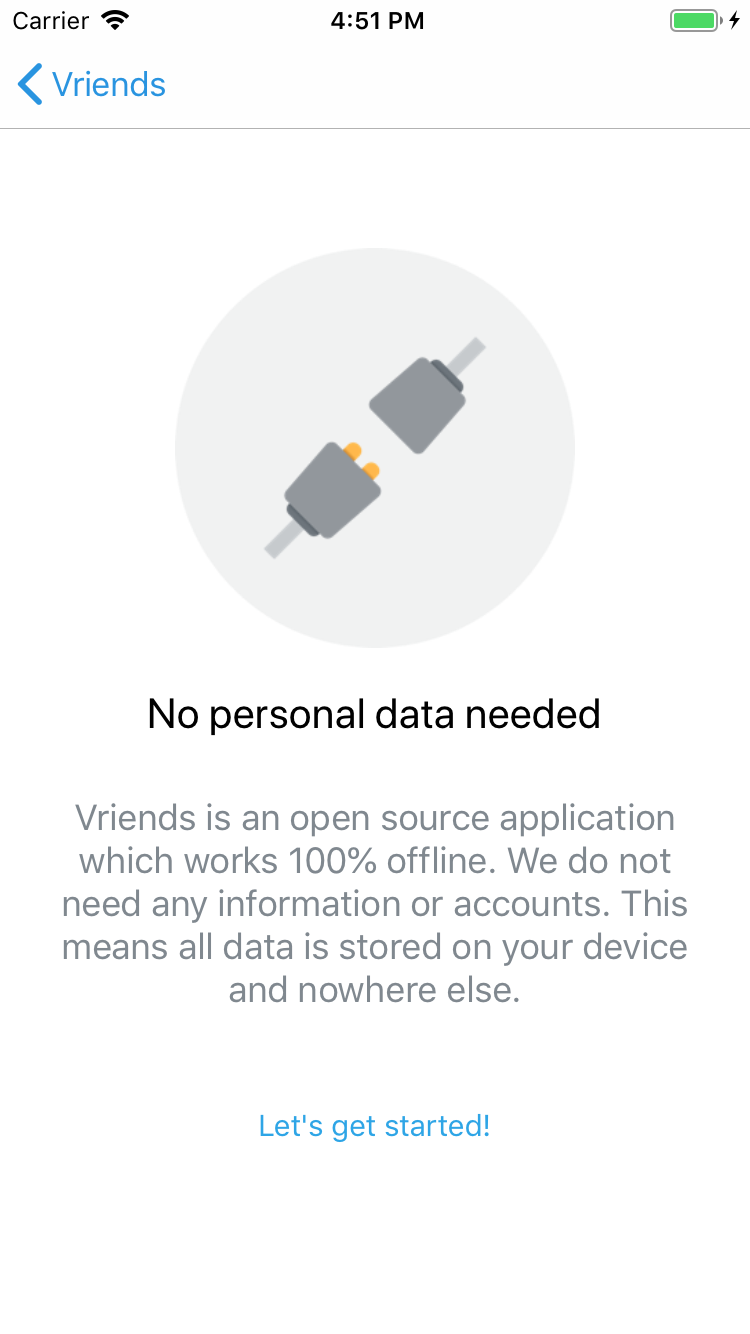 Carrier
4:51 PM
Vriends
No personal data needed
Vriends is an open source application
which works 100% offline. We do not
need any information or accounts. This
means all data is stored on your device
and nowhere else.
Let's get started!